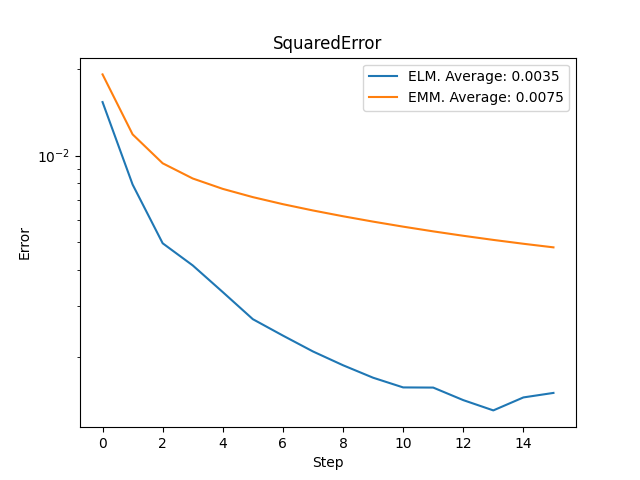 SquaredError
ELM. Average: 0.0035
EMM. Average: 0.0075
10⁻²
Error
0 2 4 6 8 10 12 14
Step